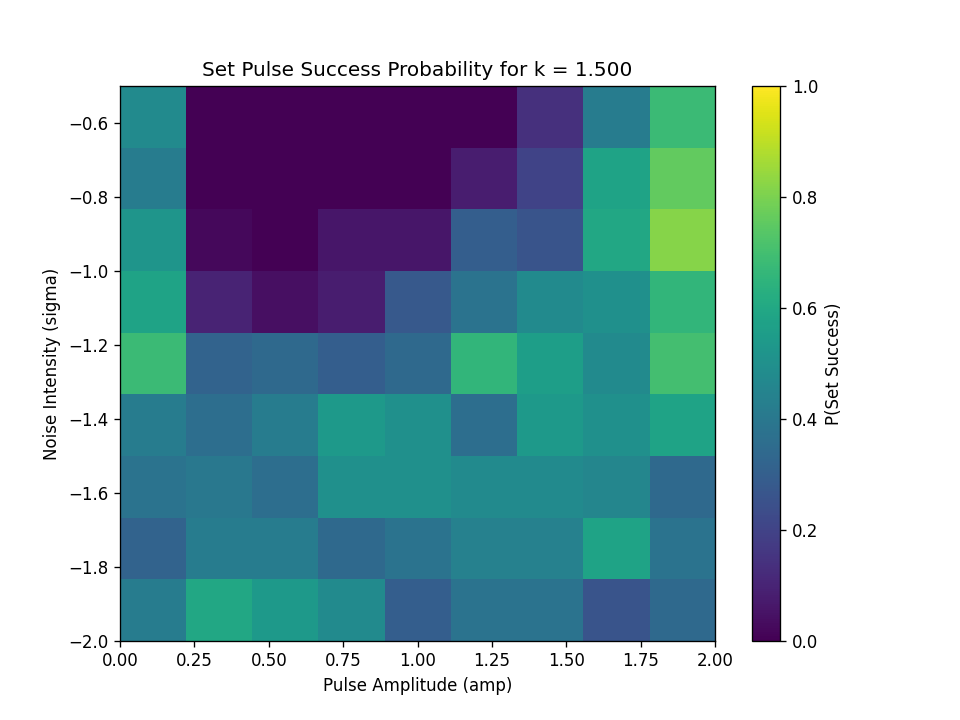 Set Pulse Success Probability for k = 1.500
Noise Intensity (sigma)
−0.6
−0.8
−1.0
−1.2
−1.4
−1.6
−1.8
−2.0
0.00 0.25 0.50 0.75 1.00 1.25 1.50 1.75 2.00
Pulse Amplitude (amp)
1.0
0.8
0.6
0.4
0.2
0.0
P(Set Success)